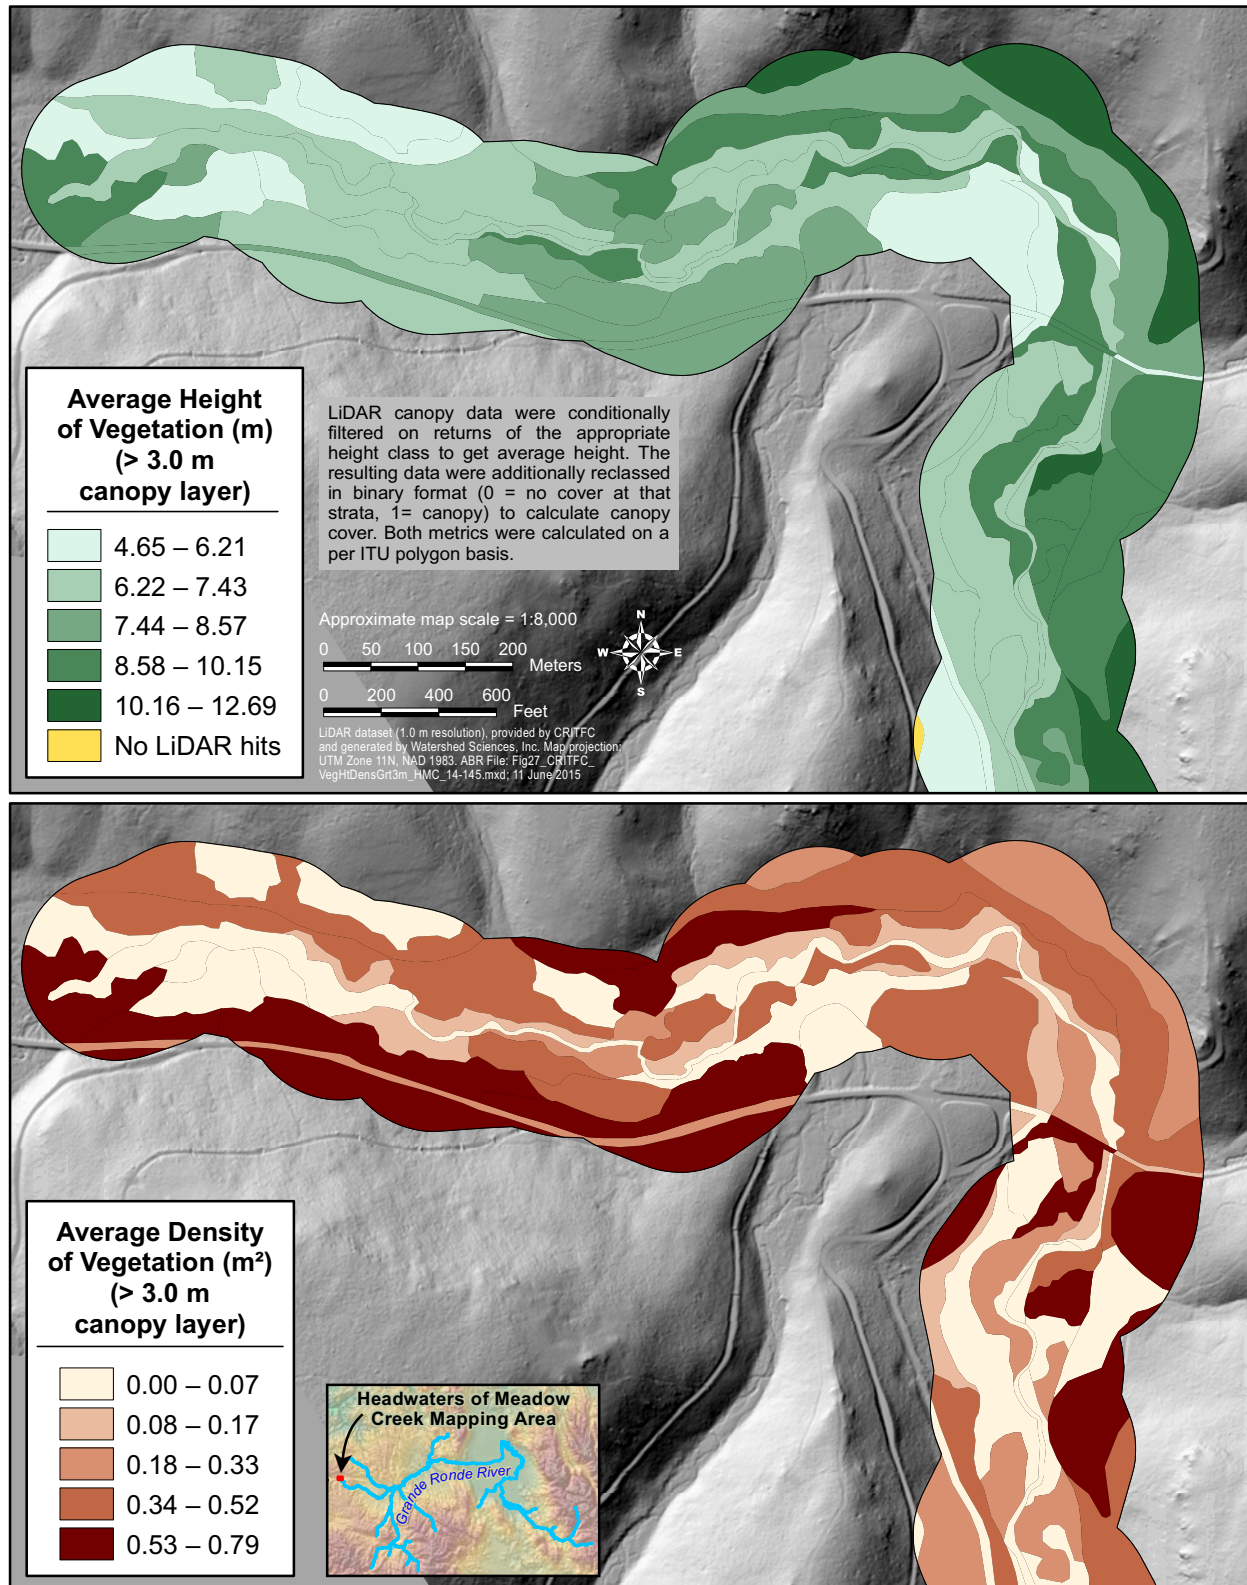 Average Height
of Vegetation (m)
(> 3.0 m
canopy layer)
4.65 – 6.21
6.22 – 7.43
7.44 – 8.57
8.58 – 10.15
10.16 – 12.69
No LiDAR hits
LiDAR canopy data were conditionally
filtered on returns of the appropriate
height class to get average height. The
resulting data were additionally reclassed
in binary format (0 = no cover at that
strata, 1= canopy) to calculate canopy
cover. Both metrics were calculated on a
per ITU polygon basis.
Approximate map scale = 1:8,000
0 50 100 150 200
Meters
0 200 400 600
Feet
N
W E
S
LiDAR dataset (1.0 m resolution), provided by CRITFC
and generated by Watershed Sciences, Inc. Map projection:
UTM Zone 11N, NAD 1983. ABR File: Fig27_CRITFC_
VegHtDensGrt3m_HMC_14-145.mxd; 11 June 2015
Average Density
of Vegetation (m²)
(> 3.0 m
canopy layer)
0.00 – 0.07
0.08 – 0.17
0.18 – 0.33
0.34 – 0.52
0.53 – 0.79
Headwaters of Meadow
Creek Mapping Area
Grande Ronde River